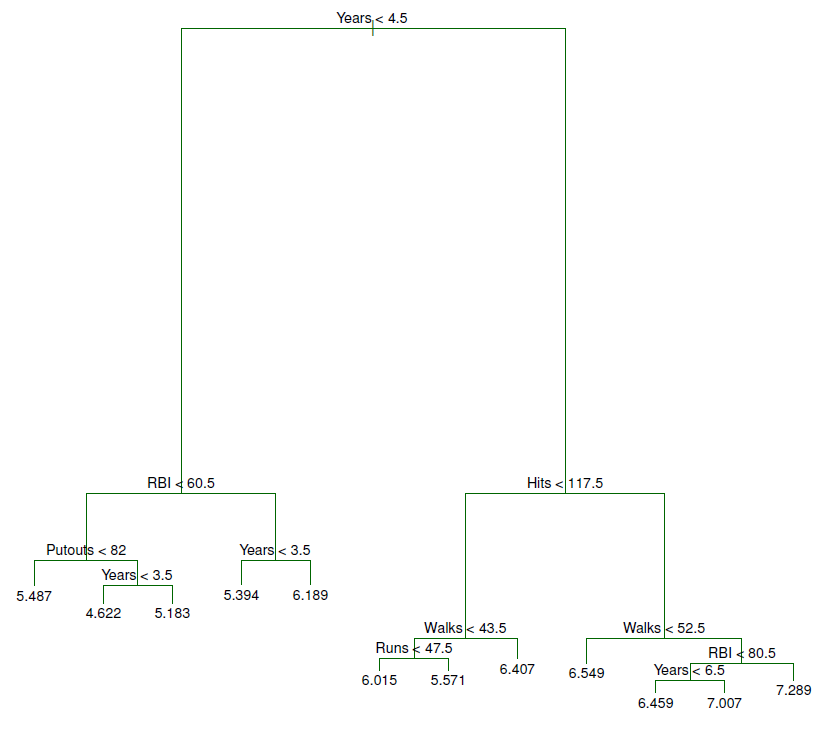 Years < 4.5
RBI < 60.5
Hits < 117.5
Putouts < 82
Years < 3.5
Years < 3.5
5.487
4.622
5.183
5.394
6.189
Walks < 43.5
Walks < 52.5
Runs < 47.5
RBI < 80.5
6.015
5.571
6.407
6.549
Years < 6.5
6.459
7.007
7.289